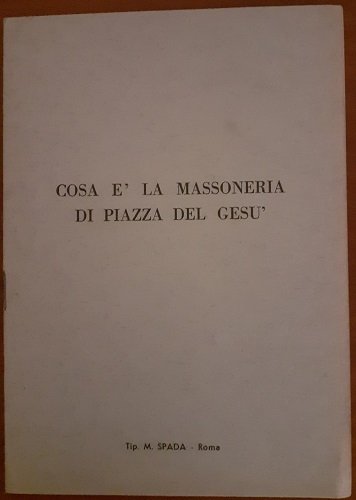 COSA E' LA MASSONERIA
DI PIAZZA DEL GESU'
Tip. M. SPADA - Roma